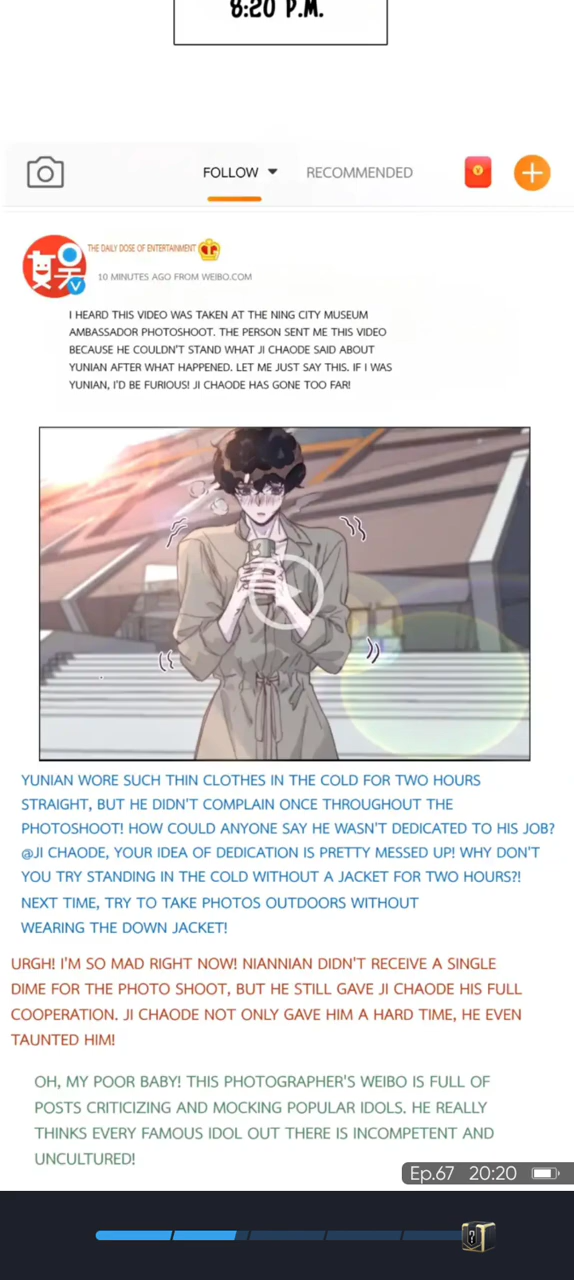 8:20 P.M.
FOLLOW
RECOMMENDED
娱
V
THE DAILY DOSE OF ENTERTAINMENT
10 MINUTES AGO FROM WEIBO.COM
I HEARD THIS VIDEO WAS TAKEN AT THE NING CITY MUSEUM
AMBASSADOR PHOTOSHOOT. THE PERSON SENT ME THIS VIDEO
BECAUSE HE COULDN'T STAND WHAT JI CHAODE SAID ABOUT
YUNIAN AFTER WHAT HAPPENED. LET ME JUST SAY THIS. IF I WAS
YUNIAN, I'D BE FURIOUS! JI CHAODE HAS GONE TOO FAR!
YUNIAN WORE SUCH THIN CLOTHES IN THE COLD FOR TWO HOURS
STRAIGHT, BUT HE DIDN'T COMPLAIN ONCE THROUGHOUT THE
PHOTOSHOOT! HOW COULD ANYONE SAY HE WASN'T DEDICATED TO HIS JOB?
@JI CHAODE, YOUR IDEA OF DEDICATION IS PRETTY MESSED UP! WHY DON'T
YOU TRY STANDING IN THE COLD WITHOUT A JACKET FOR TWO HOURS?!
NEXT TIME, TRY TO TAKE PHOTOS OUTDOORS WITHOUT
WEARING THE DOWN JACKET!
URGH! I'M SO MAD RIGHT NOW! NIANNIAN DIDN'T RECEIVE A SINGLE
DIME FOR THE PHOTO SHOOT, BUT HE STILL GAVE JI CHAODE HIS FULL
COOPERATION. JI CHAODE NOT ONLY GAVE HIM A HARD TIME, HE EVEN
TAUNTED HIM!
OH, MY POOR BABY! THIS PHOTOGRAPHER'S WEIBO IS FULL OF
POSTS CRITICIZING AND MOCKING POPULAR IDOLS. HE REALLY
THINKS EVERY FAMOUS IDOL OUT THERE IS INCOMPETENT AND
UNCULTURED!
Ep.67 20:20
?